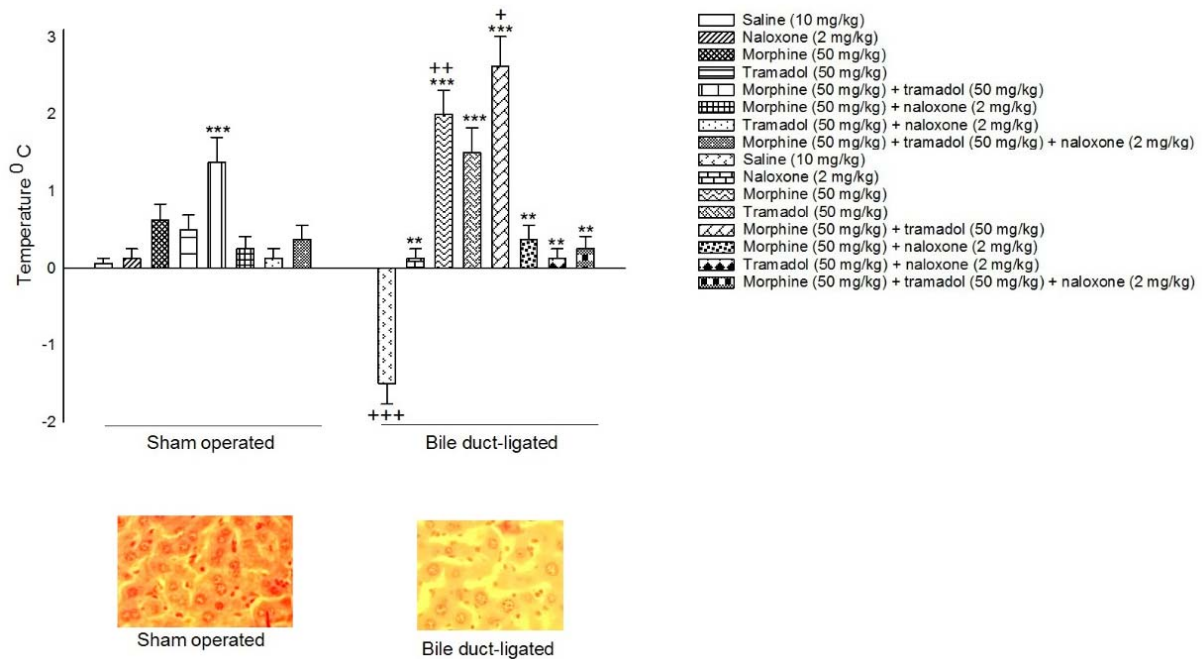 3
2
1
0
-1
-2
Temperature ⁰ C
***
++
***
***
+
***
**
**
**
**
+++
Sham operated
Bile duct-ligated
Saline (10 mg/kg)
Naloxone (2 mg/kg)
Morphine (50 mg/kg)
Tramadol (50 mg/kg)
Morphine (50 mg/kg) + tramadol (50 mg/kg)
Morphine (50 mg/kg) + naloxone (2 mg/kg)
Tramadol (50 mg/kg) + naloxone (2 mg/kg)
Morphine (50 mg/kg) + tramadol (50 mg/kg) + naloxone (2 mg/kg)
Saline (10 mg/kg)
Naloxone (2 mg/kg)
Morphine (50 mg/kg)
Tramadol (50 mg/kg)
Morphine (50 mg/kg) + tramadol (50 mg/kg)
Morphine (50 mg/kg) + naloxone (2 mg/kg)
Tramadol (50 mg/kg) + naloxone (2 mg/kg)
Morphine (50 mg/kg) + tramadol (50 mg/kg) + naloxone (2 mg/kg)
Sham operated
Bile duct-ligated